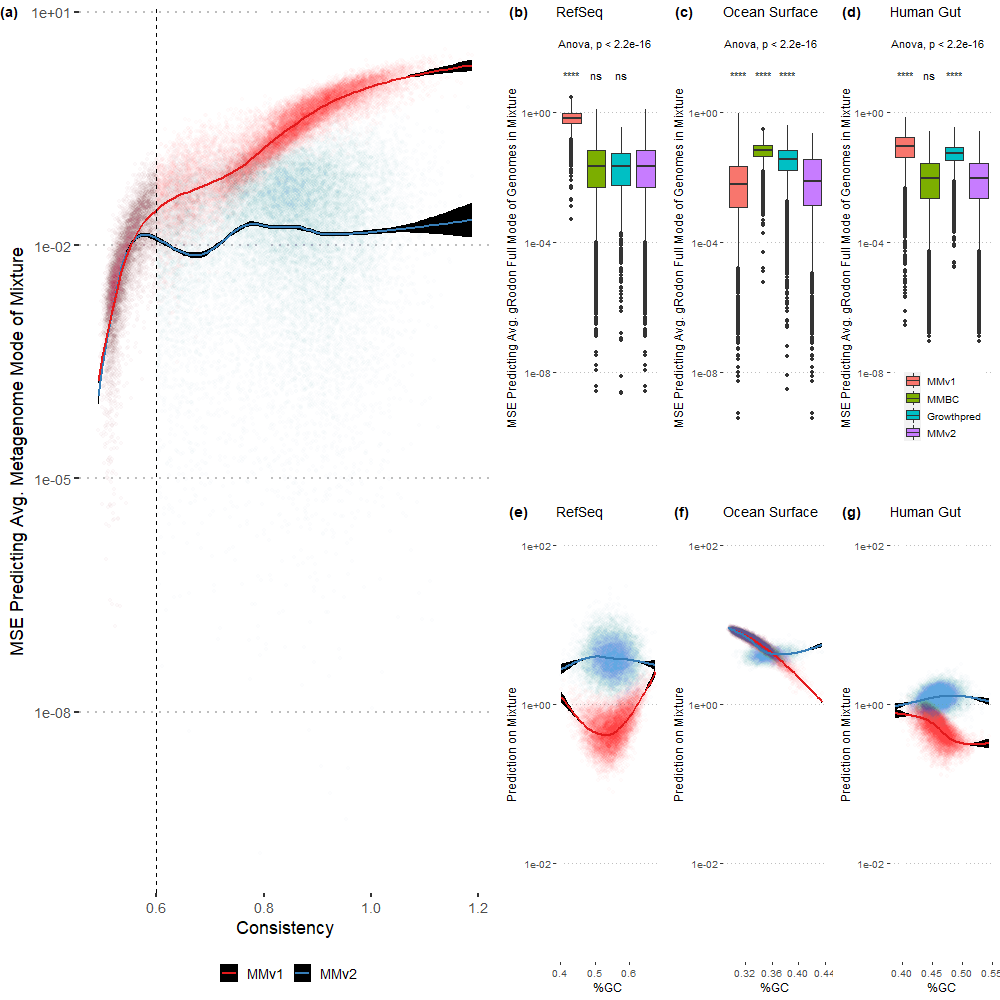 (a)
1e+01
1e-02
1e-05
1e-08
MSE Predicting Avg. Metagenome Mode of Mixture
0.6
0.8
1.0
1.2
Consistency
MMv1
MMv2
(b) RefSeq
Anova, p < 2.2e-16
**** ns ns
1e+00
1e-04
1e-08
MSE Predicting Avg. gRodon Full Mode of Genomes in Mixture
(c) Ocean Surface
Anova, p < 2.2e-16
**** **** ****
1e+00
1e-04
1e-08
MSE Predicting Avg. gRodon Full Mode of Genomes in Mixture
(d) Human Gut
Anova, p < 2.2e-16
**** ns ****
1e+00
1e-04
1e-08
MSE Predicting Avg. gRodon Full Mode of Genomes in Mixture
MMv1
MMBC
Growthpred
MMv2
(e) RefSeq
1e+02
1e+00
1e-02
Prediction on Mixture
0.4 0.5 0.6
%GC
(f) Ocean Surface
1e+02
1e+00
1e-02
Prediction on Mixture
0.32 0.36 0.40 0.44
%GC
(g) Human Gut
1e+02
1e+00
1e-02
Prediction on Mixture
0.40 0.45 0.50 0.55
%GC